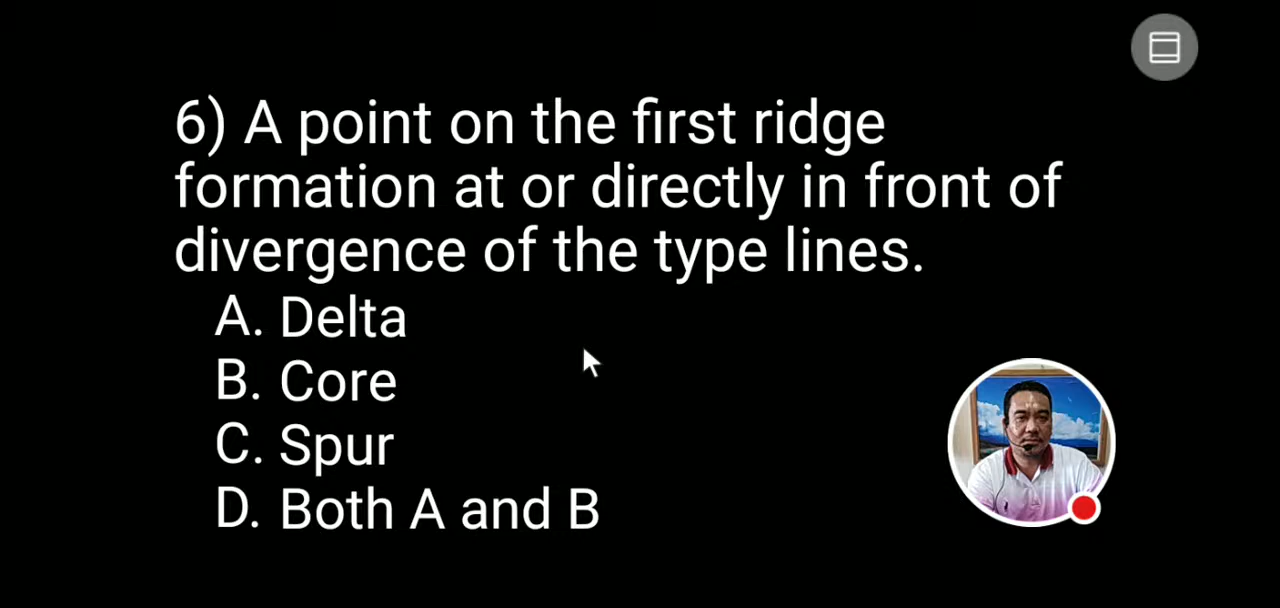 6) A point on the first ridge
formation at or directly in front of
divergence of the type lines.
A. Delta
B. Core
C. Spur
D. Both A and B